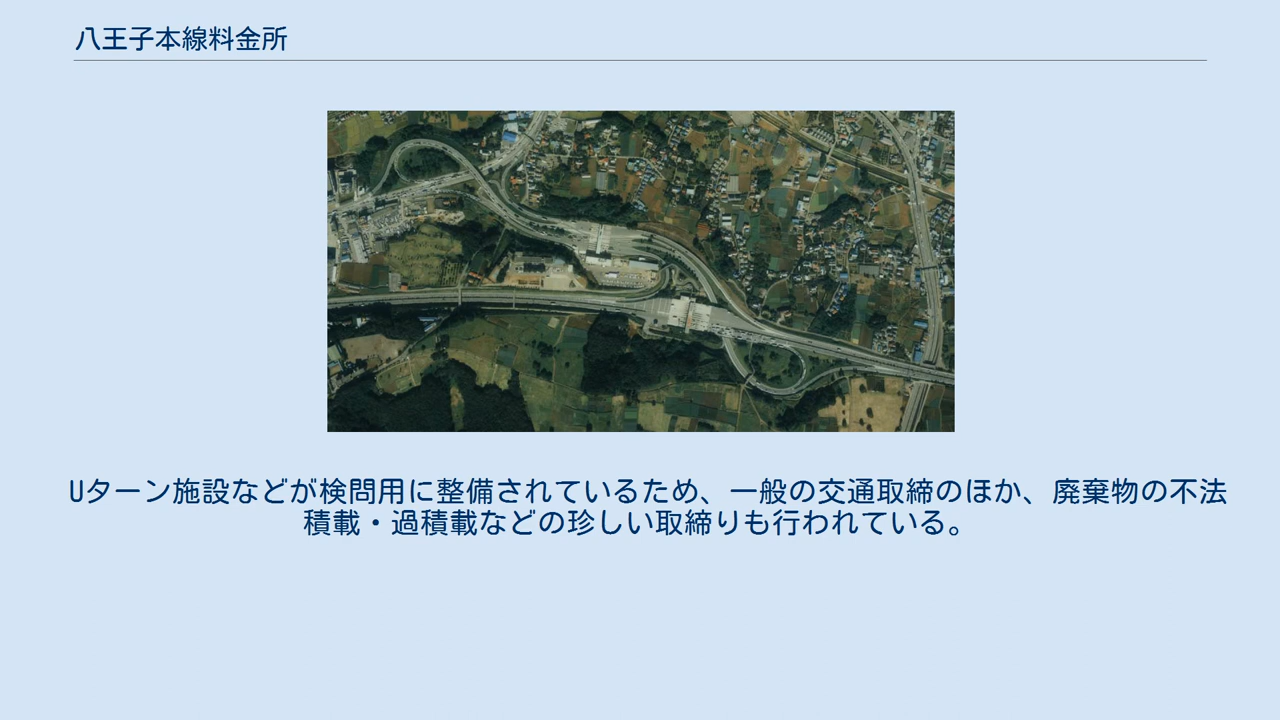 八王子本線料金所
Uターン施設などが検問用に整備されているため、一般の交通取締のほか、廃棄物の不法
積載・過積載などの珍しい取締りも行われている。